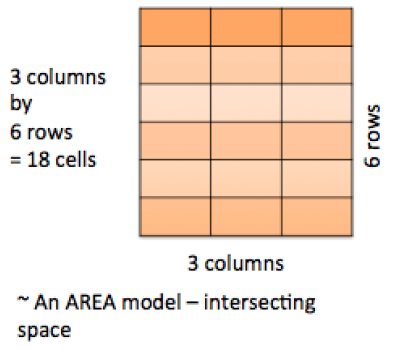 3 columns
by
6 rows
= 18 cells
6 rows
3 columns
~ An AREA model – intersecting
space